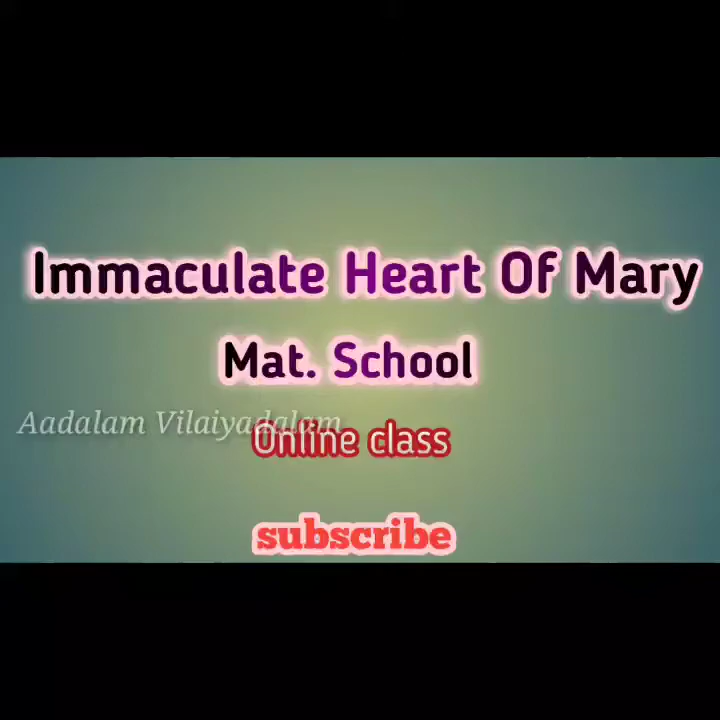 Immaculate Heart Of Mary
Mat. School
Aadalam Vilaiyadalam
Online class
subscribe